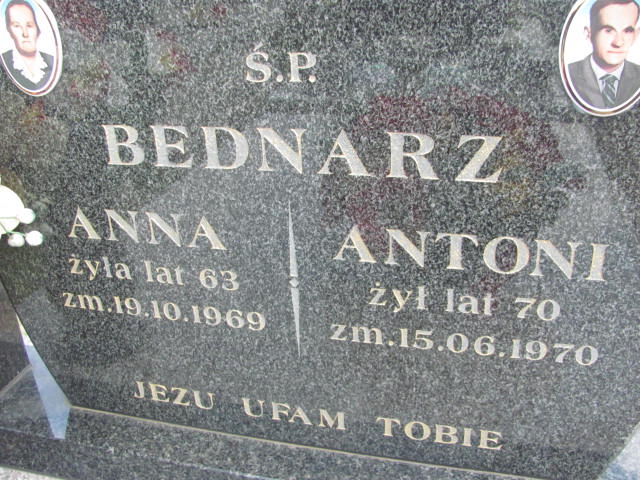 Ś.P.
BEDNARZ
ANNA
żyła lat 63
zm.19.10.1969
ANTONI
żył lat 70
zm.15.06.1970
JEZU UFAM TOBIE